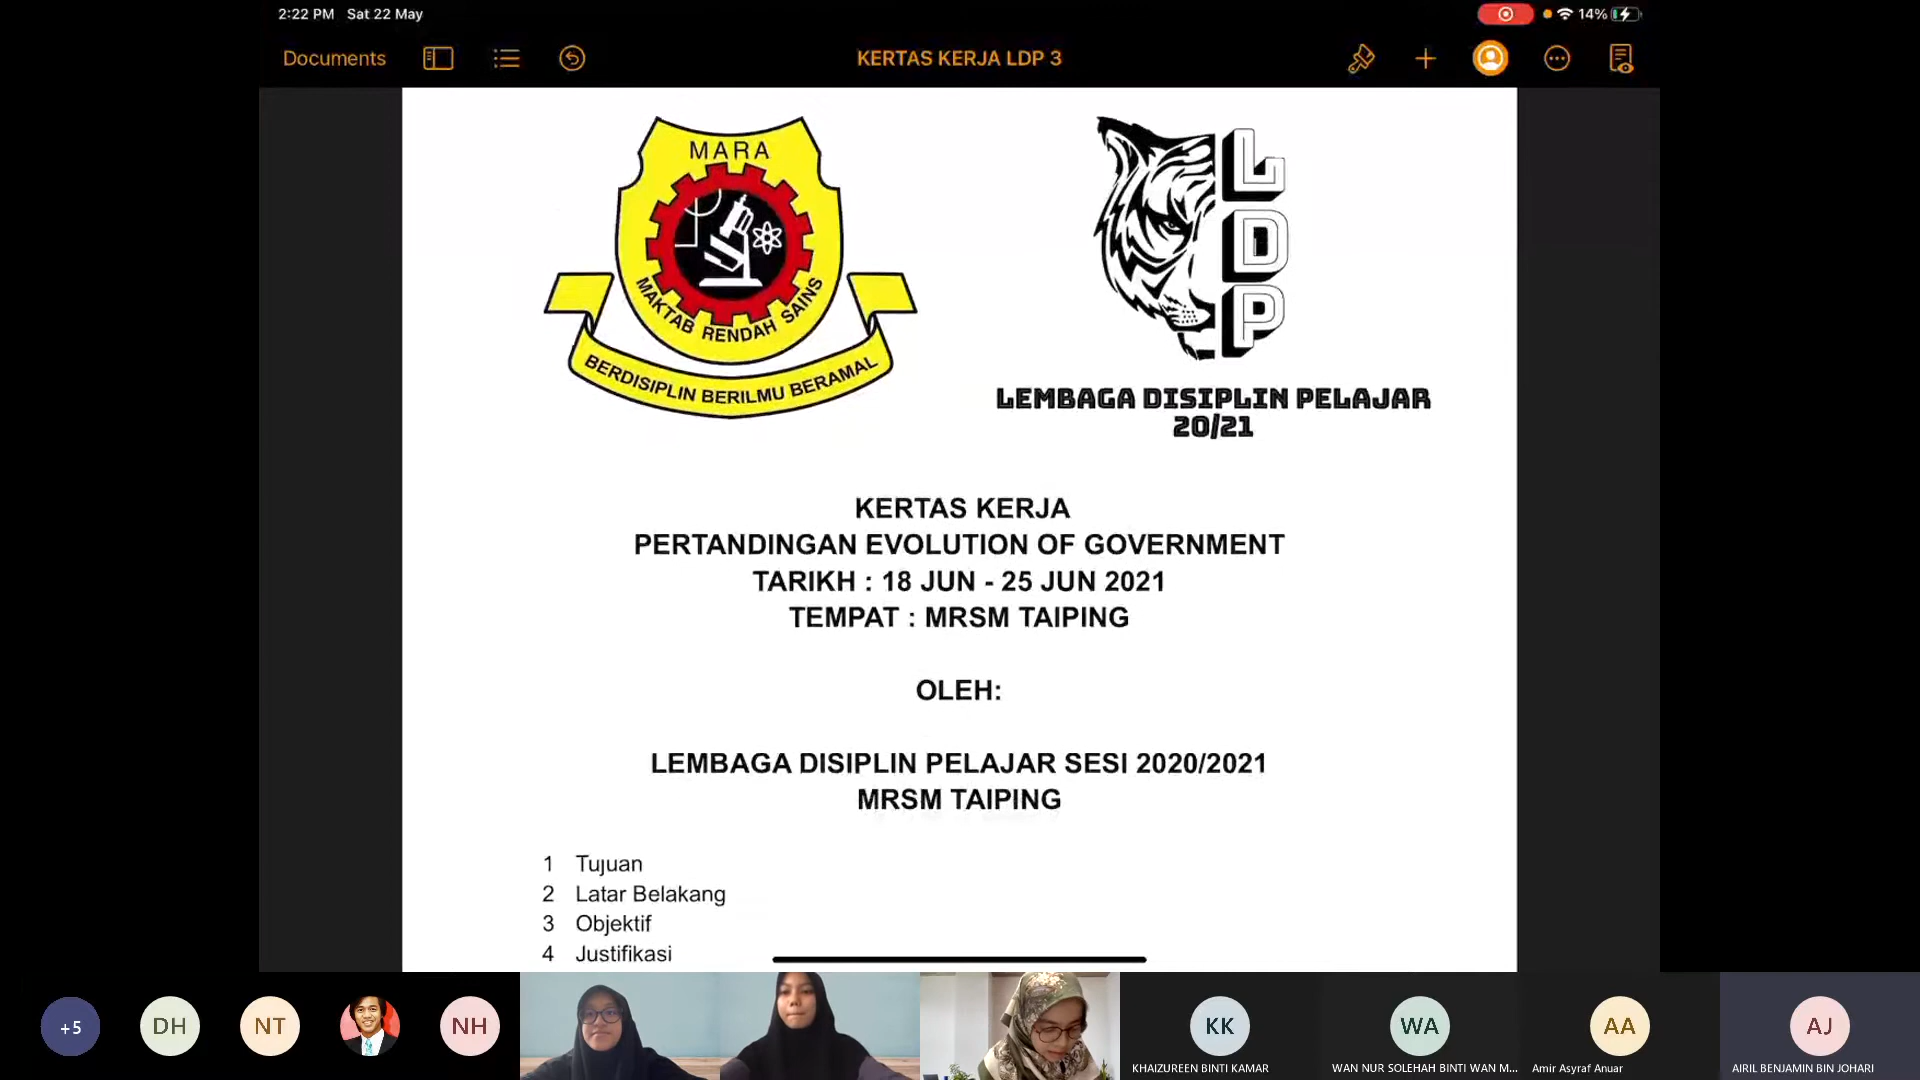 2:22 PM Sat 22 May
14%
Documents
KERTAS KERJA LDP 3
MARA
MAKTAB RENDAH SAINS
BERDISIPLIN BERILMU BERAMAL
LDP
LEMBAGA DISIPLIN PELAJAR
20/21
KERTAS KERJA
PERTANDINGAN EVOLUTION OF GOVERNMENT
TARIKH : 18 JUN - 25 JUN 2021
TEMPAT : MRSM TAIPING
OLEH:
LEMBAGA DISIPLIN PELAJAR SESI 2020/2021
MRSM TAIPING
1 Tujuan
2 Latar Belakang
3 Objektif
4 Justifikasi
+5
DH
NT
NH
KK
WA
AA
AJ
KHAIZUREEN BINTI KAMAR
WAN NUR SOLEHAH BINTI WAN M...
Amir Asyraf Anuar
AIRIL BENJAMIN BIN JOHARI